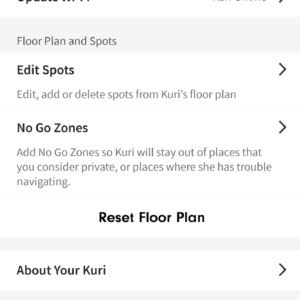 Floor Plan and Spots
Edit Spots
Edit, add or delete spots from Kuri's floor plan
No Go Zones
Add No Go Zones so Kuri will stay out of places that
you consider private, or places where she has trouble
navigating.
Reset Floor Plan
About Your Kuri